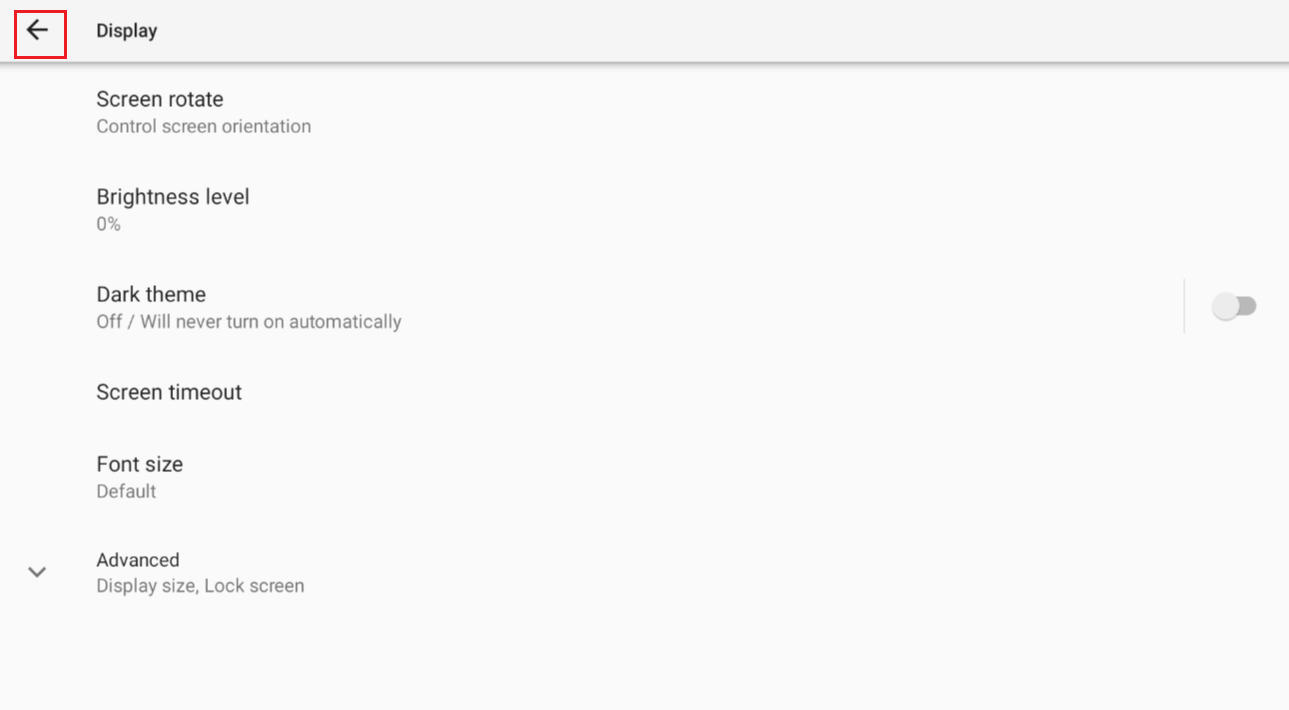 Display
Screen rotate
Control screen orientation
Brightness level
0%
Dark theme
Off / Will never turn on automatically
Screen timeout
Font size
Default
Advanced
Display size, Lock screen